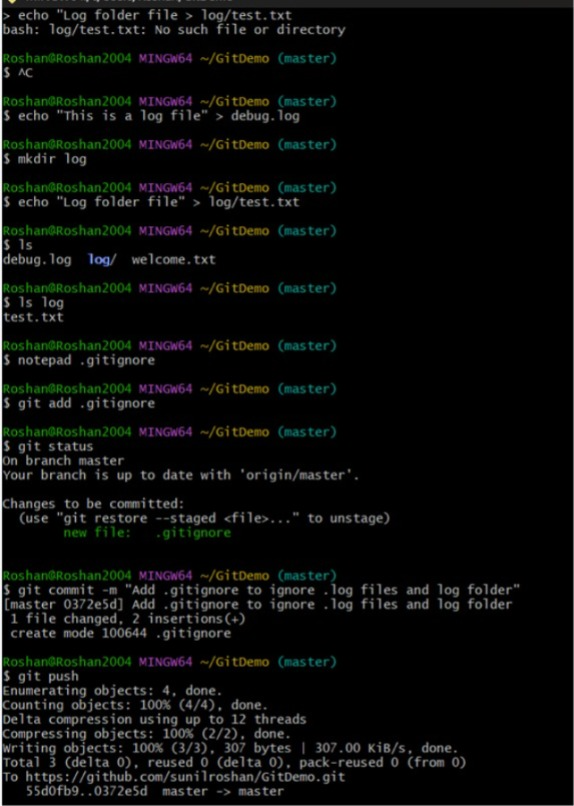 > echo "Log folder file > log/test.txt
bash: log/test.txt: No such file or directory
Roshan@Roshan2004 MINGW64 ~/GitDemo (master)
$ ^C
Roshan@Roshan2004 MINGW64 ~/GitDemo (master)
$ echo "This is a log file" > debug.log
Roshan@Roshan2004 MINGW64 ~/GitDemo (master)
$ mkdir log
Roshan@Roshan2004 MINGW64 ~/GitDemo (master)
$ echo "Log folder file" > log/test.txt
Roshan@Roshan2004 MINGW64 ~/GitDemo (master)
$ ls
debug.log  log/  welcome.txt
Roshan@Roshan2004 MINGW64 ~/GitDemo (master)
$ ls log
test.txt
Roshan@Roshan2004 MINGW64 ~/GitDemo (master)
$ notepad .gitignore
Roshan@Roshan2004 MINGW64 ~/GitDemo (master)
$ git add .gitignore
Roshan@Roshan2004 MINGW64 ~/GitDemo (master)
$ git status
On branch master
Your branch is up to date with 'origin/master'.
Changes to be committed:
  (use "git restore --staged <file>..." to unstage)
        new file:   .gitignore
Roshan@Roshan2004 MINGW64 ~/GitDemo (master)
$ git commit -m "Add .gitignore to ignore .log files and log folder"
[master 0372e5d] Add .gitignore to ignore .log files and log folder
 1 file changed, 2 insertions(+)
 create mode 100644 .gitignore
Roshan@Roshan2004 MINGW64 ~/GitDemo (master)
$ git push
Enumerating objects: 4, done.
Counting objects: 100% (4/4), done.
Delta compression using up to 12 threads
Compressing objects: 100% (2/2), done.
Writing objects: 100% (3/3), 307 bytes | 307.00 KiB/s, done.
Total 3 (delta 0), reused 0 (delta 0), pack-reused 0 (from 0)
To https://github.com/sunilroshan/GitDemo.git
   55d0fb9..0372e5d  master -> master